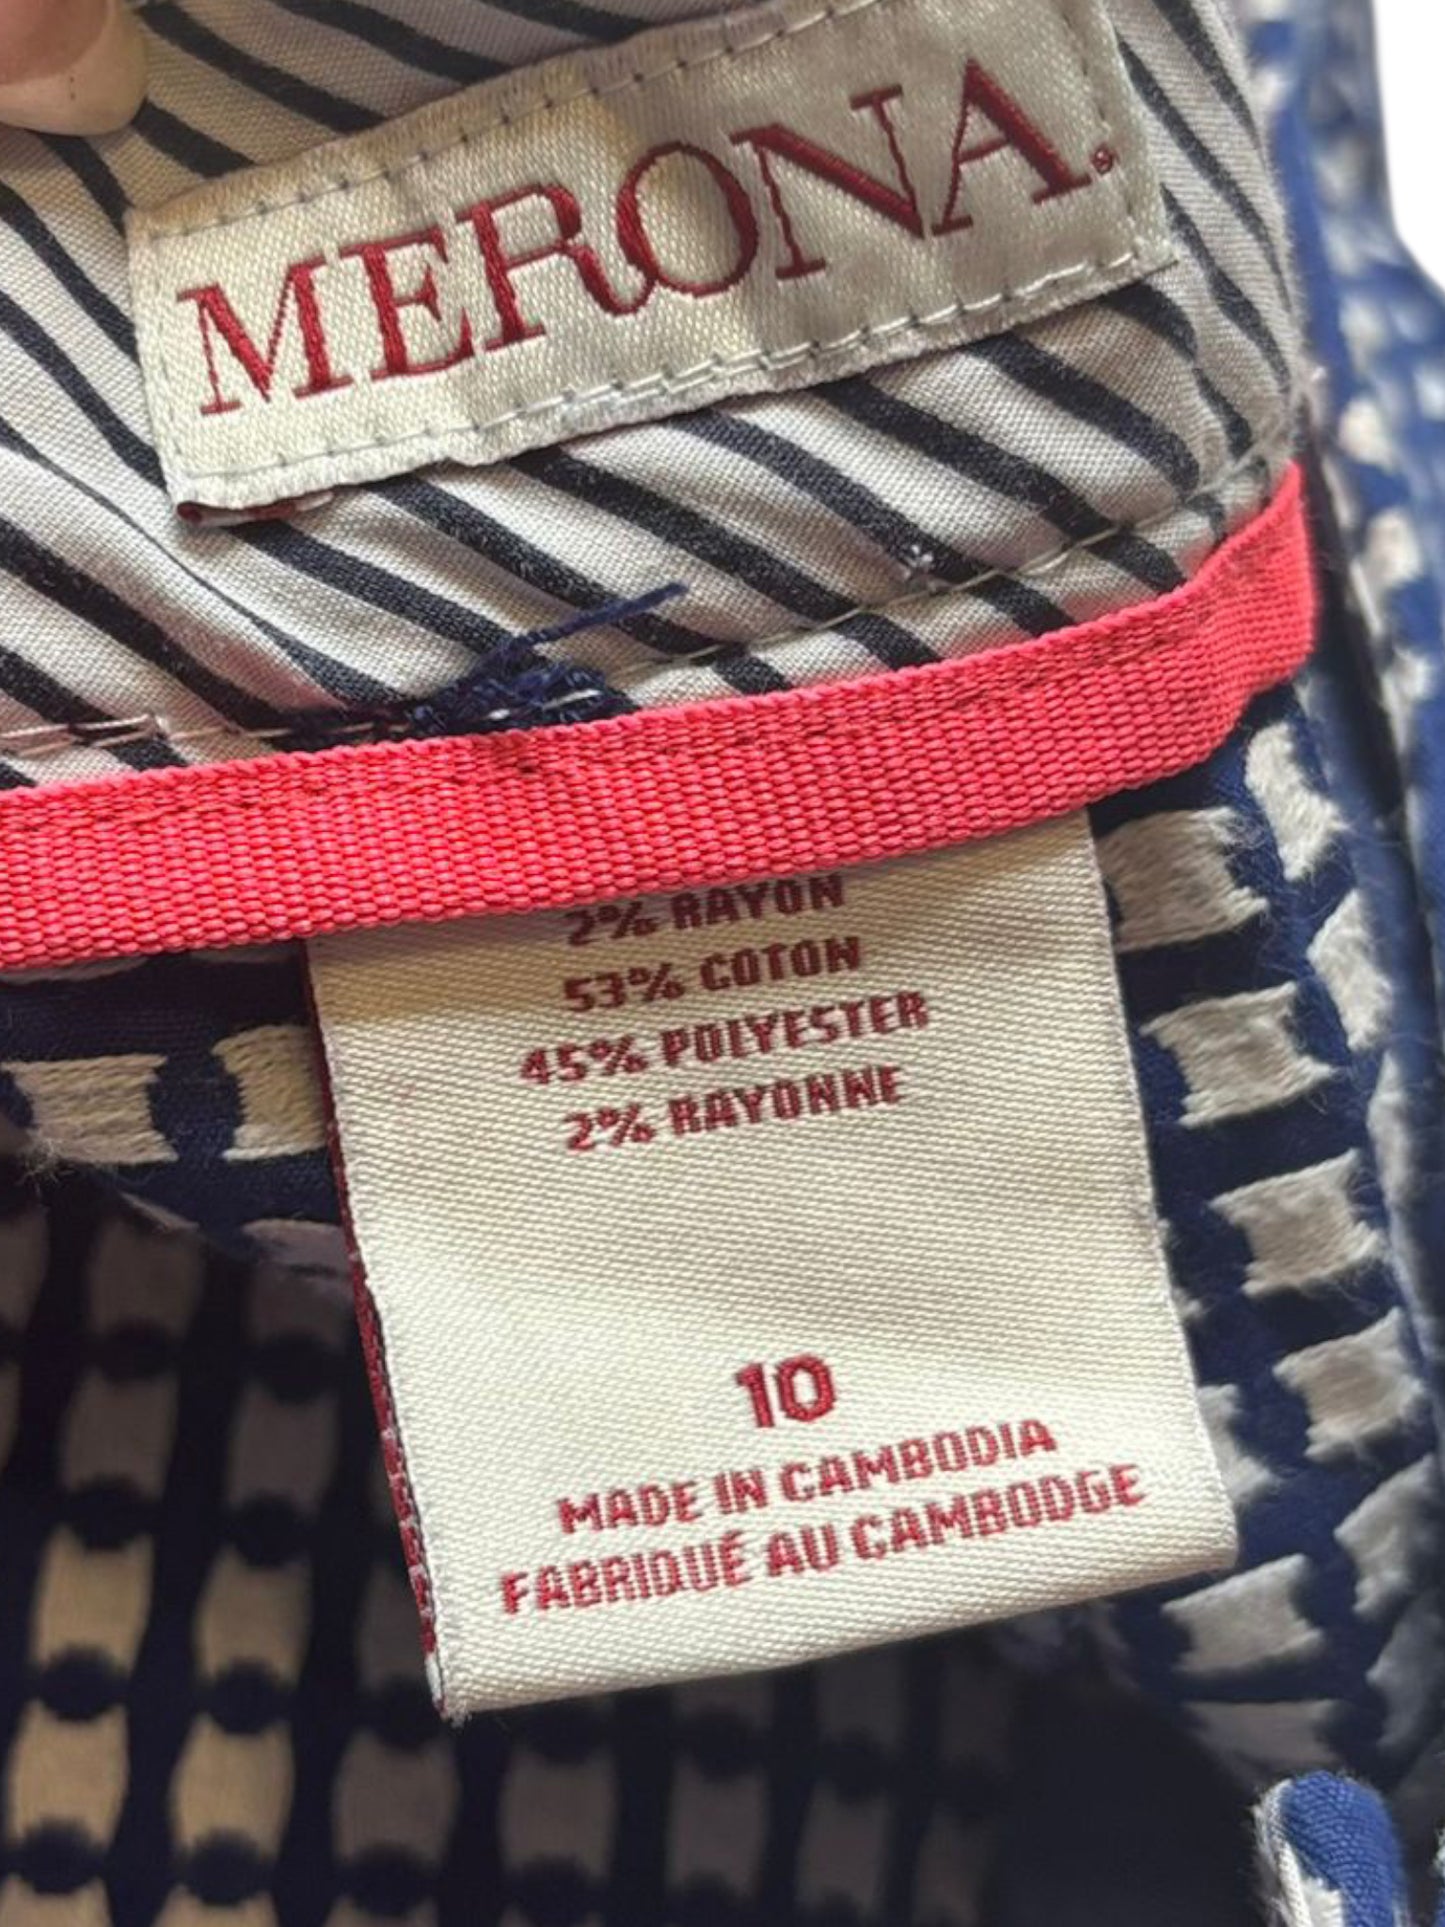 MERONA®
2% RAYON
53% COTON
45% POLYESTER
2% RAYONNE
10
MADE IN CAMBODIA
FABRIQUÉ AU CAMBODGE